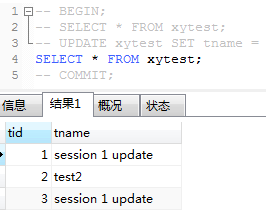 1 -- BEGIN;
2 -- SELECT * FROM xytest;
3 -- UPDATE xytest SET tname =
4 SELECT * FROM xytest;
5 -- COMMIT;
信息 结果1 概况 状态
tid tname
1 session 1 update
2 test2
3 session 1 update